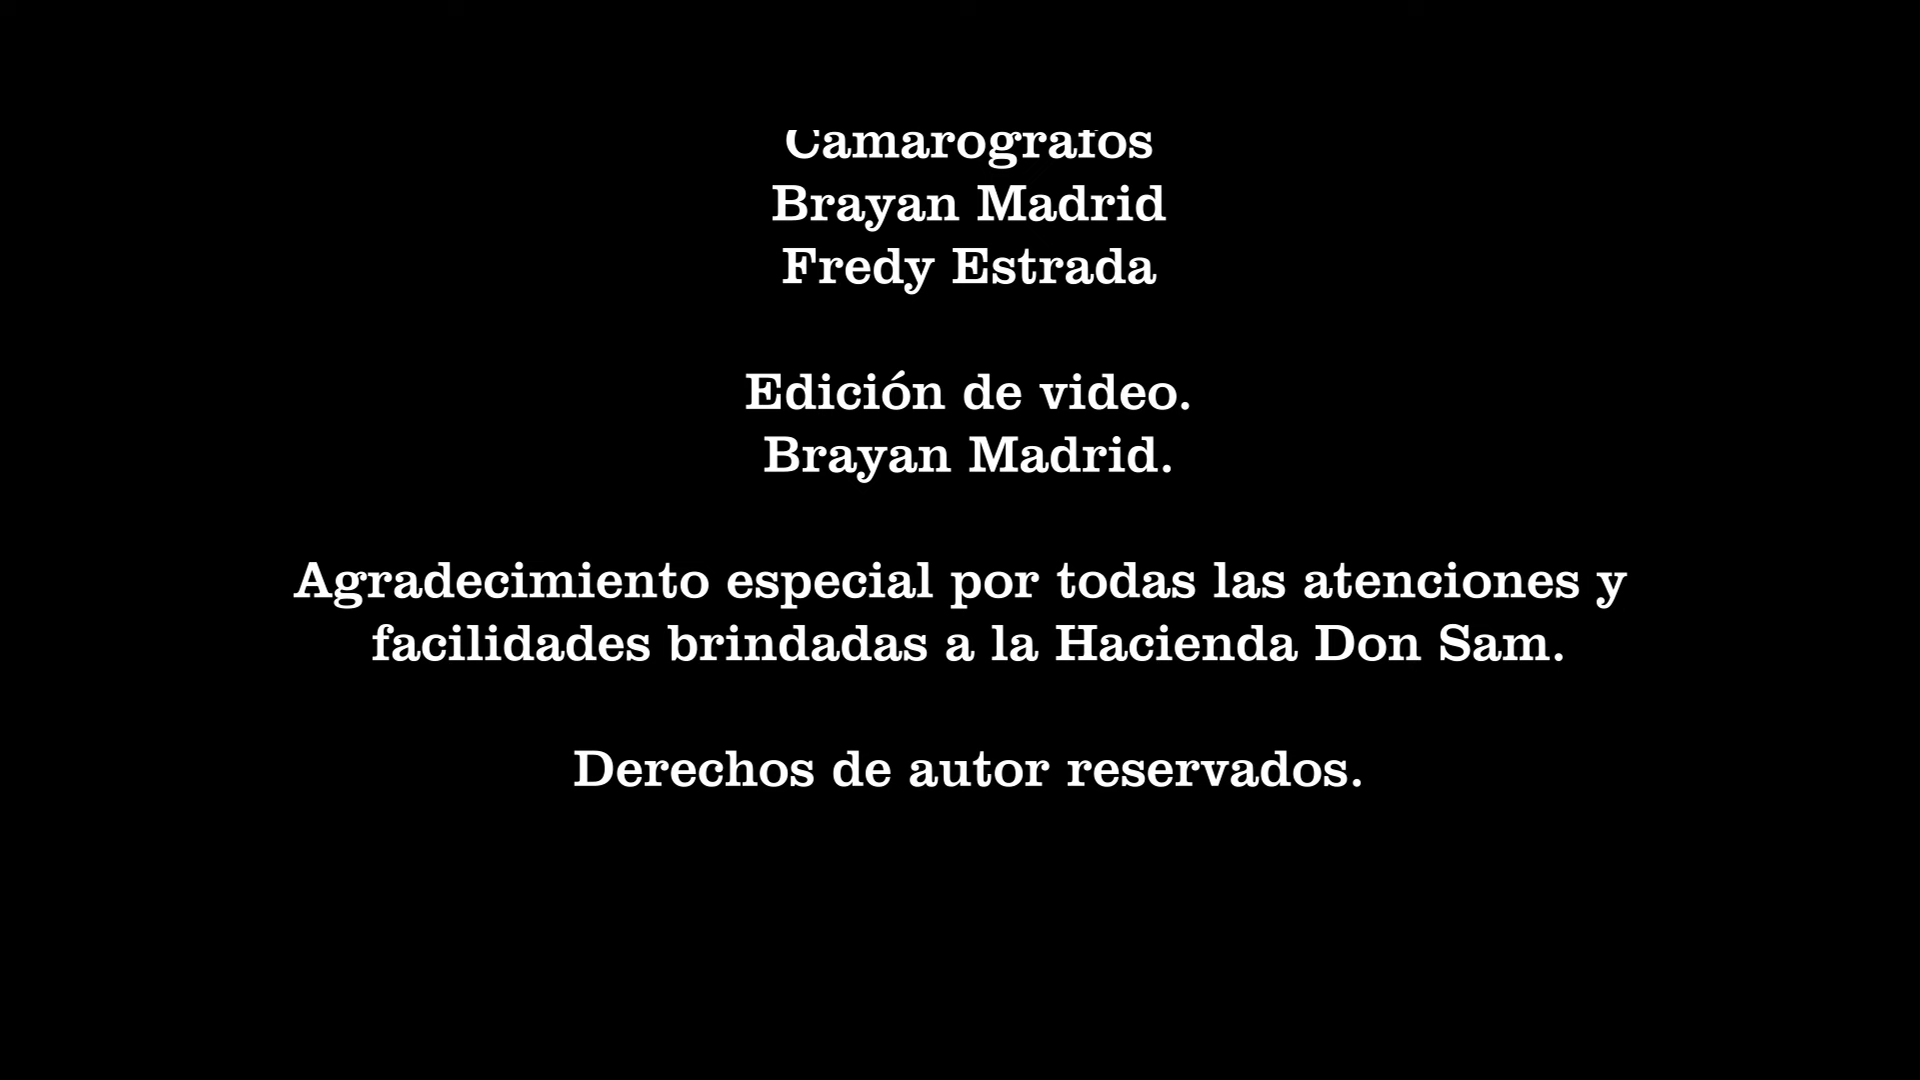 Camarografos
Brayan Madrid
Fredy Estrada
Edición de video.
Brayan Madrid.
Agradecimiento especial por todas las atenciones y
facilidades brindadas a la Hacienda Don Sam.
Derechos de autor reservados.